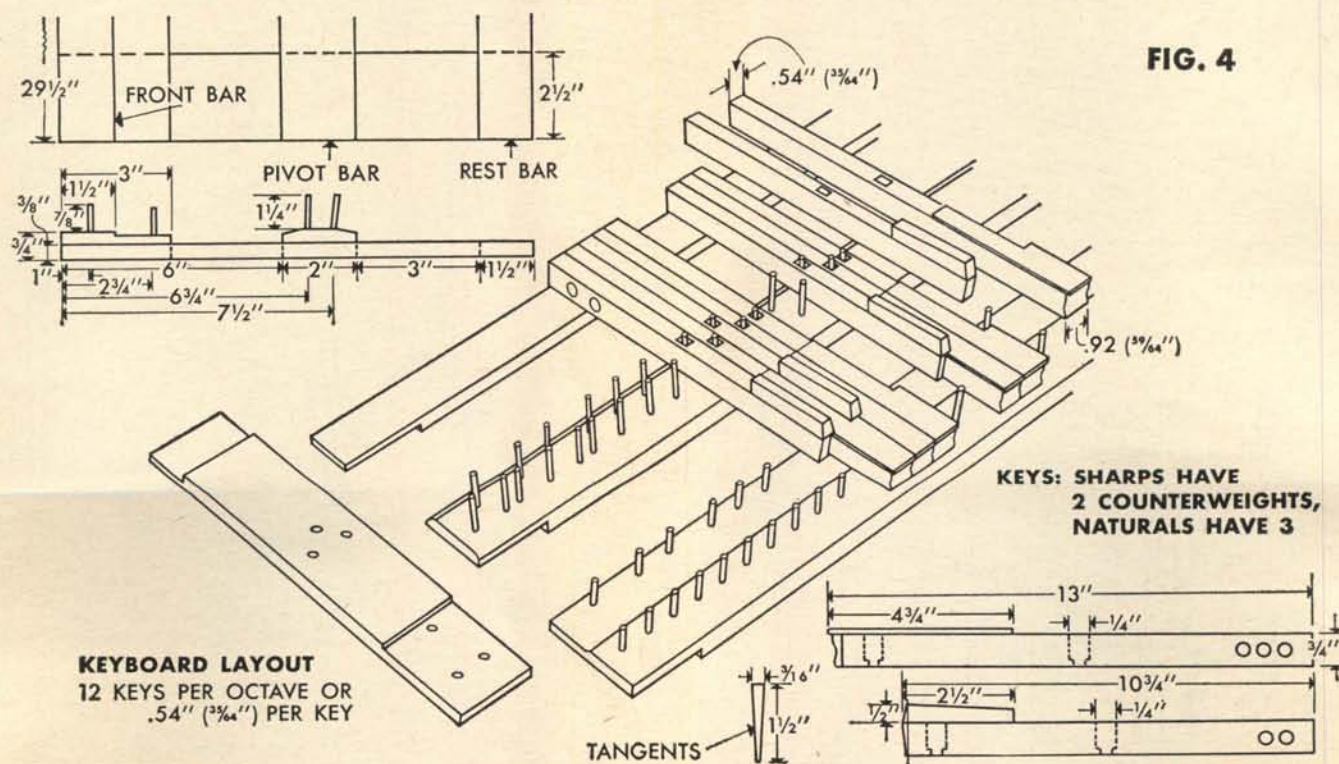 FIG. 4
29½"
FRONT BAR
2½"
PIVOT BAR
REST BAR
3"
1½"
⅜"
⅞"
1¼"
¾"
1"
6"
2"
3"
1½"
2¾"
6¾"
7½"
.54" (³⁵⁄₆₄")
.92 (⁵⁹⁄₆₄")
KEYS: SHARPS HAVE
2 COUNTERWEIGHTS,
NATURALS HAVE 3
KEYBOARD LAYOUT
12 KEYS PER OCTAVE OR
.54" (³⁵⁄₆₄") PER KEY
TANGENTS
³⁄₁₆"
1½"
13"
4¾"
¼"
¾"
10¾"
2½"
½"
¼"